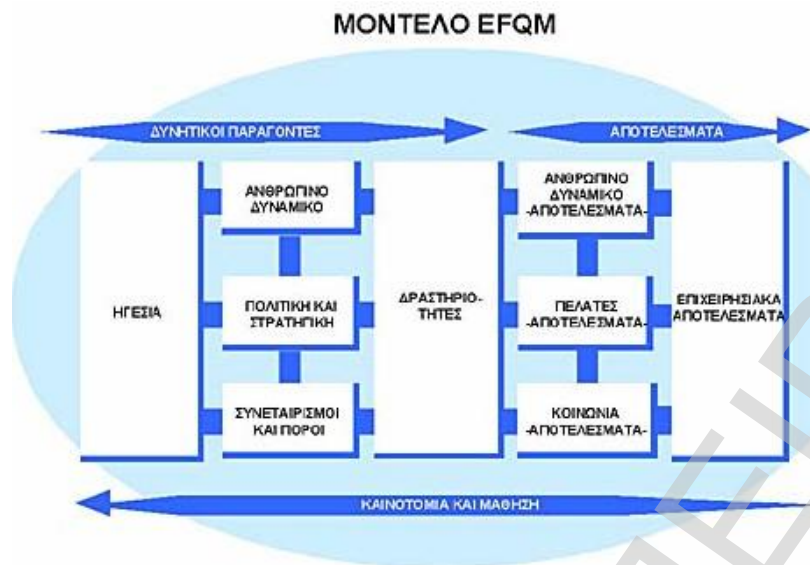 ΜΟΝΤΕΛΟ EFQM
ΔΥΝΗΤΙΚΟΙ ΠΑΡΑΓΟΝΤΕΣ
ΑΠΟΤΕΛΕΣΜΑΤΑ
ΗΓΕΣΙΑ
ΑΝΘΡΩΠΙΝΟ
ΔΥΝΑΜΙΚΟ
ΠΟΛΙΤΙΚΗ ΚΑΙ
ΣΤΡΑΤΗΓΙΚΗ
ΣΥΝΕΤΑΙΡΙΣΜΟΙ
ΚΑΙ ΠΟΡΟΙ
ΔΡΑΣΤΗΡΙΟ-
ΤΗΤΕΣ
ΑΝΘΡΩΠΙΝΟ
ΔΥΝΑΜΙΚΟ
-ΑΠΟΤΕΛΕΣΜΑΤΑ-
ΠΕΛΑΤΕΣ
-ΑΠΟΤΕΛΕΣΜΑΤΑ-
ΚΟΙΝΩΝΙΑ
-ΑΠΟΤΕΛΕΣΜΑΤΑ-
ΕΠΙΧΕΙΡΗΣΙΑΚΑ
ΑΠΟΤΕΛΕΣΜΑΤΑ
ΚΑΙΝΟΤΟΜΙΑ ΚΑΙ ΜΑΘΗΣΗ